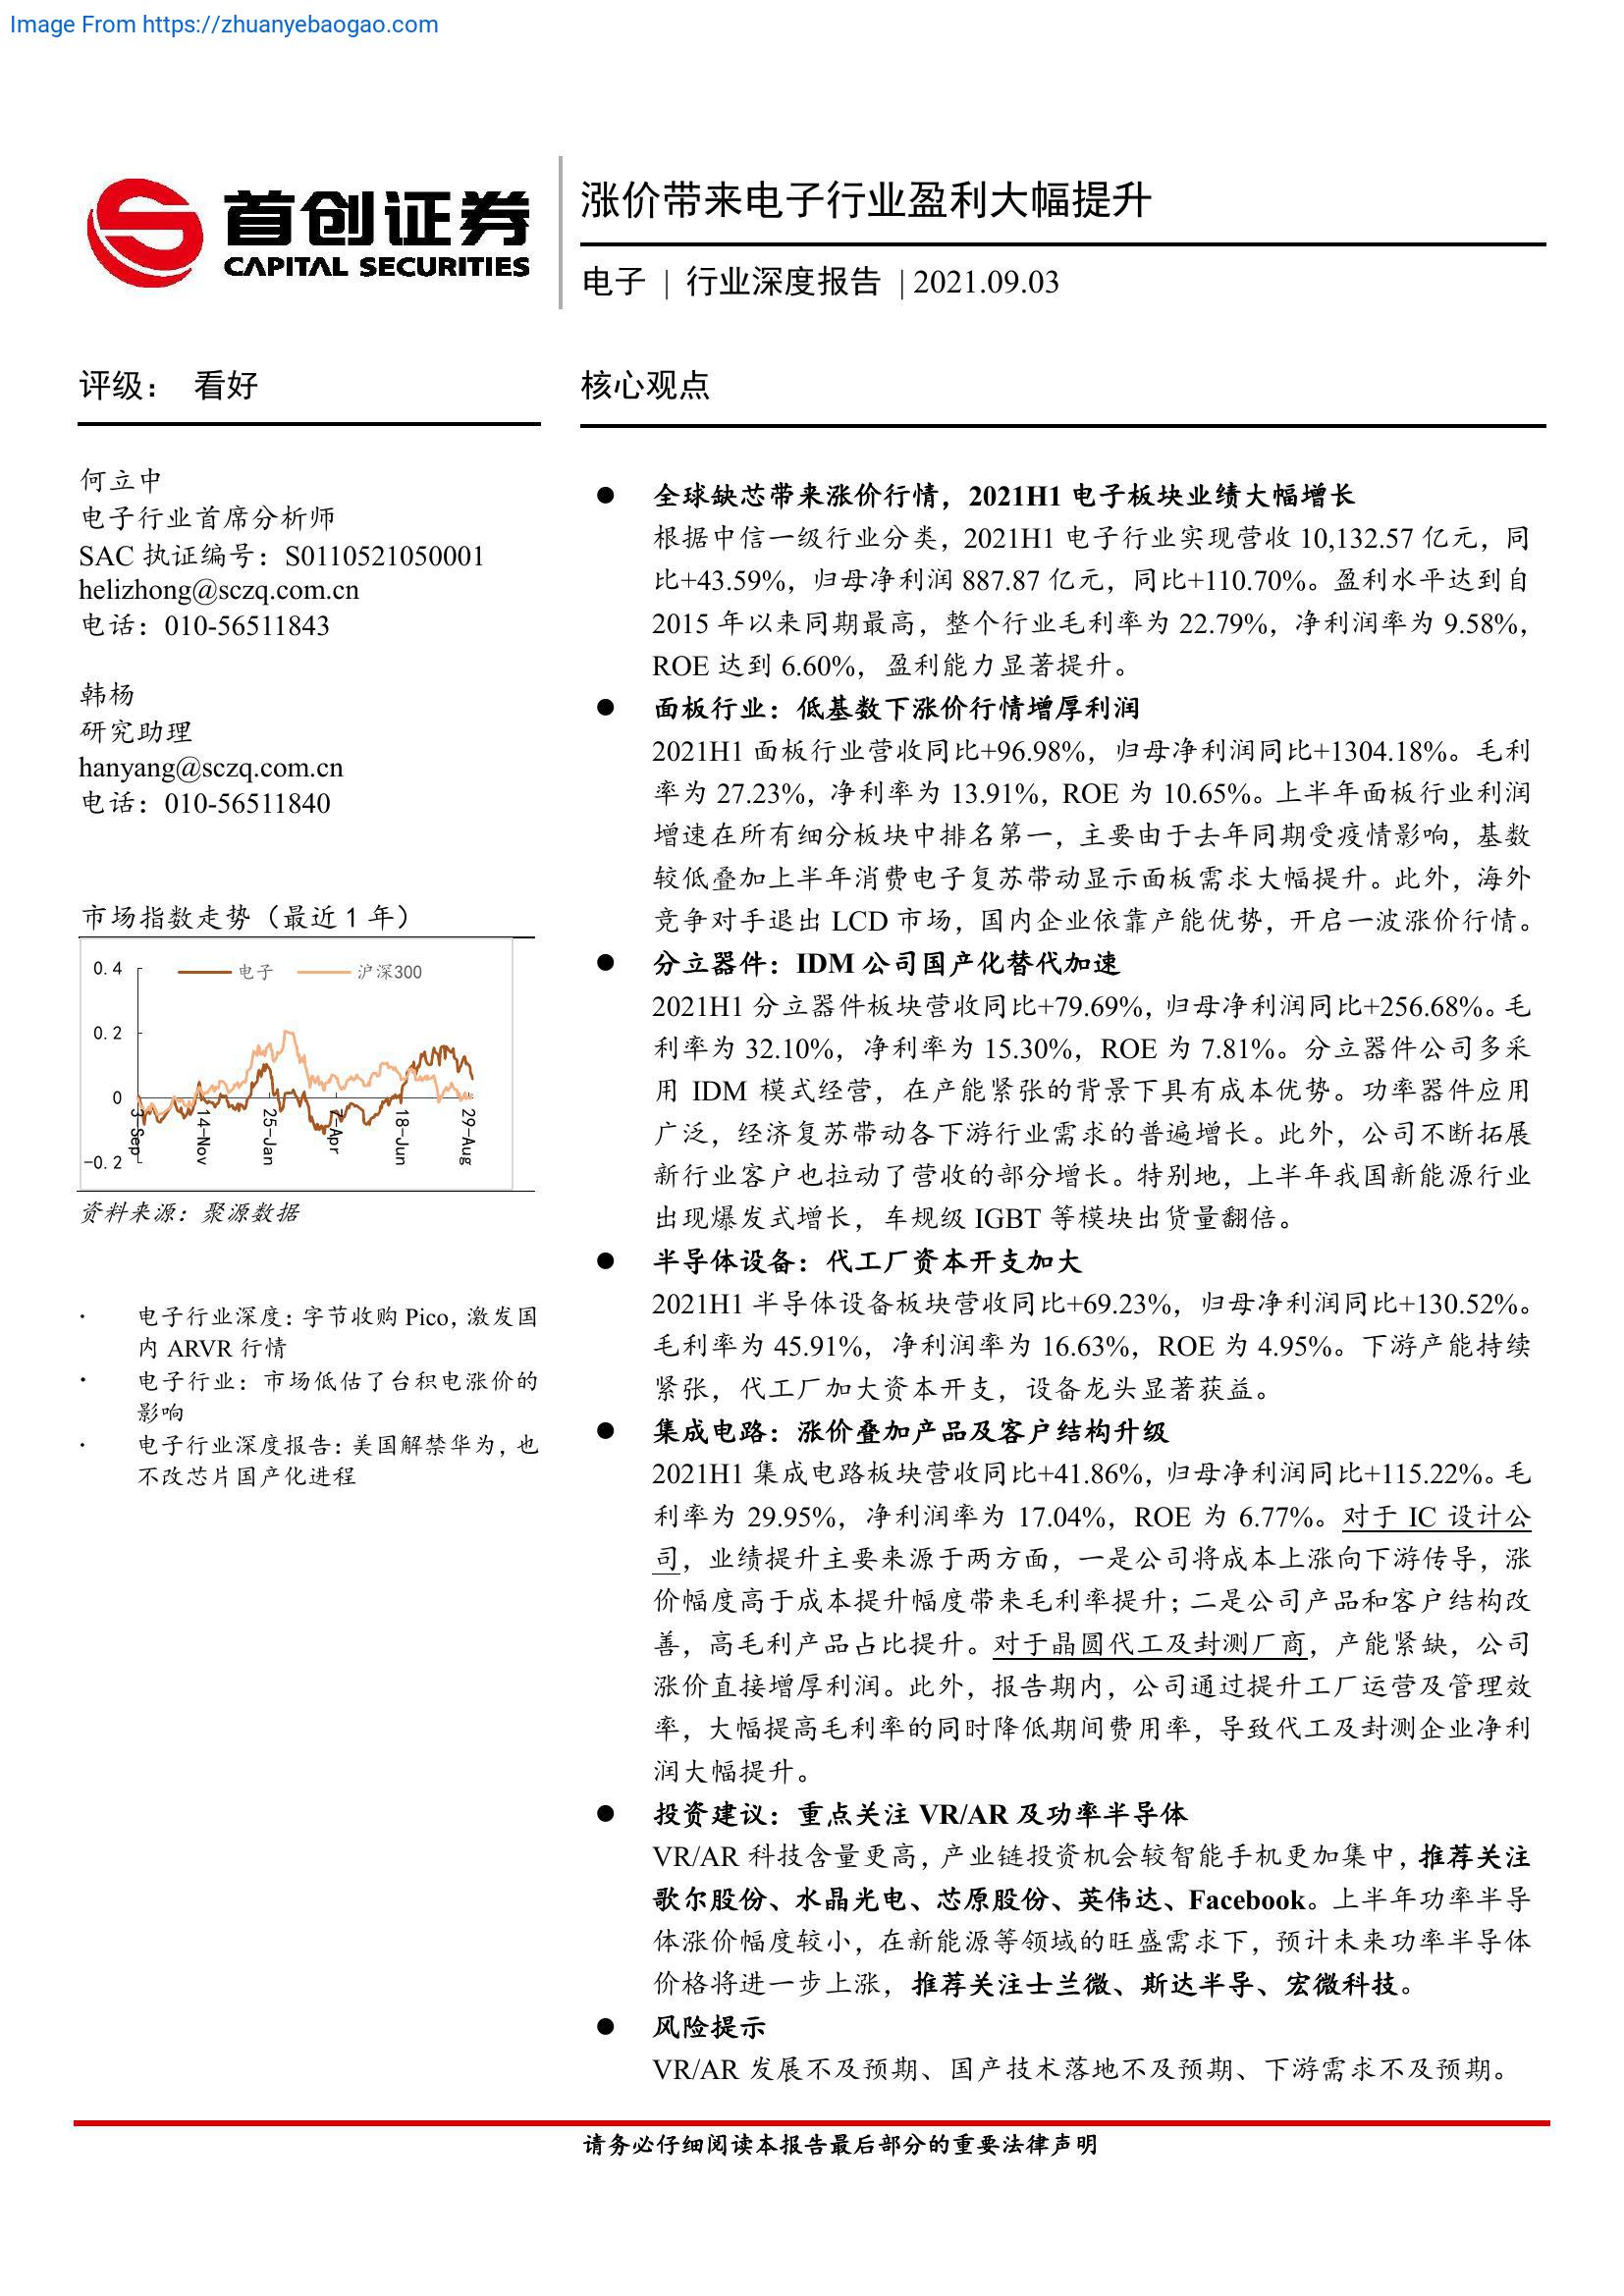 Image From https://zhuanyebaogao.com
首创证券
CAPITAL SECURITIES
涨价带来电子行业盈利大幅提升
电子 | 行业深度报告 | 2021.09.03
评级： 看好
何立中
电子行业首席分析师
SAC 执证编号：S0110521050001
helizhong@sczq.com.cn
电话：010-56511843
韩杨
研究助理
hanyang@sczq.com.cn
电话：010-56511840
市场指数走势（最近 1 年）
电子 沪深300
0.4
0.2
0
-0.2
3-Sep
14-Nov
25-Jan
7-Apr
18-Jun
29-Aug
资料来源：聚源数据
· 电子行业深度：字节收购 Pico，激发国
内 ARVR 行情
· 电子行业：市场低估了台积电涨价的
影响
· 电子行业深度报告：美国解禁华为，也
不改芯片国产化进程
核心观点
● 全球缺芯带来涨价行情，2021H1 电子板块业绩大幅增长
根据中信一级行业分类，2021H1 电子行业实现营收 10,132.57 亿元，同
比+43.59%，归母净利润 887.87 亿元，同比+110.70%。盈利水平达到自
2015 年以来同期最高，整个行业毛利率为 22.79%，净利润率为 9.58%，
ROE 达到 6.60%，盈利能力显著提升。
● 面板行业：低基数下涨价行情增厚利润
2021H1 面板行业营收同比+96.98%，归母净利润同比+1304.18%。毛利
率为 27.23%，净利率为 13.91%，ROE 为 10.65%。上半年面板行业利润
增速在所有细分板块中排名第一，主要由于去年同期受疫情影响，基数
较低叠加上半年消费电子复苏带动显示面板需求大幅提升。此外，海外
竞争对手退出 LCD 市场，国内企业依靠产能优势，开启一波涨价行情。
● 分立器件：IDM 公司国产化替代加速
2021H1 分立器件板块营收同比+79.69%，归母净利润同比+256.68%。毛
利率为 32.10%，净利率为 15.30%，ROE 为 7.81%。分立器件公司多采
用 IDM 模式经营，在产能紧张的背景下具有成本优势。功率器件应用
广泛，经济复苏带动各下游行业需求的普遍增长。此外，公司不断拓展
新行业客户也拉动了营收的部分增长。特别地，上半年我国新能源行业
出现爆发式增长，车规级 IGBT 等模块出货量翻倍。
● 半导体设备：代工厂资本开支加大
2021H1 半导体设备板块营收同比+69.23%，归母净利润同比+130.52%。
毛利率为 45.91%，净利润率为 16.63%，ROE 为 4.95%。下游产能持续
紧张，代工厂加大资本开支，设备龙头显著获益。
● 集成电路：涨价叠加产品及客户结构升级
2021H1 集成电路板块营收同比+41.86%，归母净利润同比+115.22%。毛
利率为 29.95%，净利润率为 17.04%，ROE 为 6.77%。对于 IC 设计公
司，业绩提升主要来源于两方面，一是公司将成本上涨向下游传导，涨
价幅度高于成本提升幅度带来毛利率提升；二是公司产品和客户结构改
善，高毛利产品占比提升。对于晶圆代工及封测厂商，产能紧缺，公司
涨价直接增厚利润。此外，报告期内，公司通过提升工厂运营及管理效
率，大幅提高毛利率的同时降低期间费用率，导致代工及封测企业净利
润大幅提升。
● 投资建议：重点关注 VR/AR 及功率半导体
VR/AR 科技含量更高，产业链投资机会较智能手机更加集中，推荐关注
歌尔股份、水晶光电、芯原股份、英伟达、Facebook。上半年功率半导
体涨价幅度较小，在新能源等领域的旺盛需求下，预计未来功率半导体
价格将进一步上涨，推荐关注士兰微、斯达半导、宏微科技。
● 风险提示
VR/AR 发展不及预期、国产技术落地不及预期、下游需求不及预期。
请务必仔细阅读本报告最后部分的重要法律声明